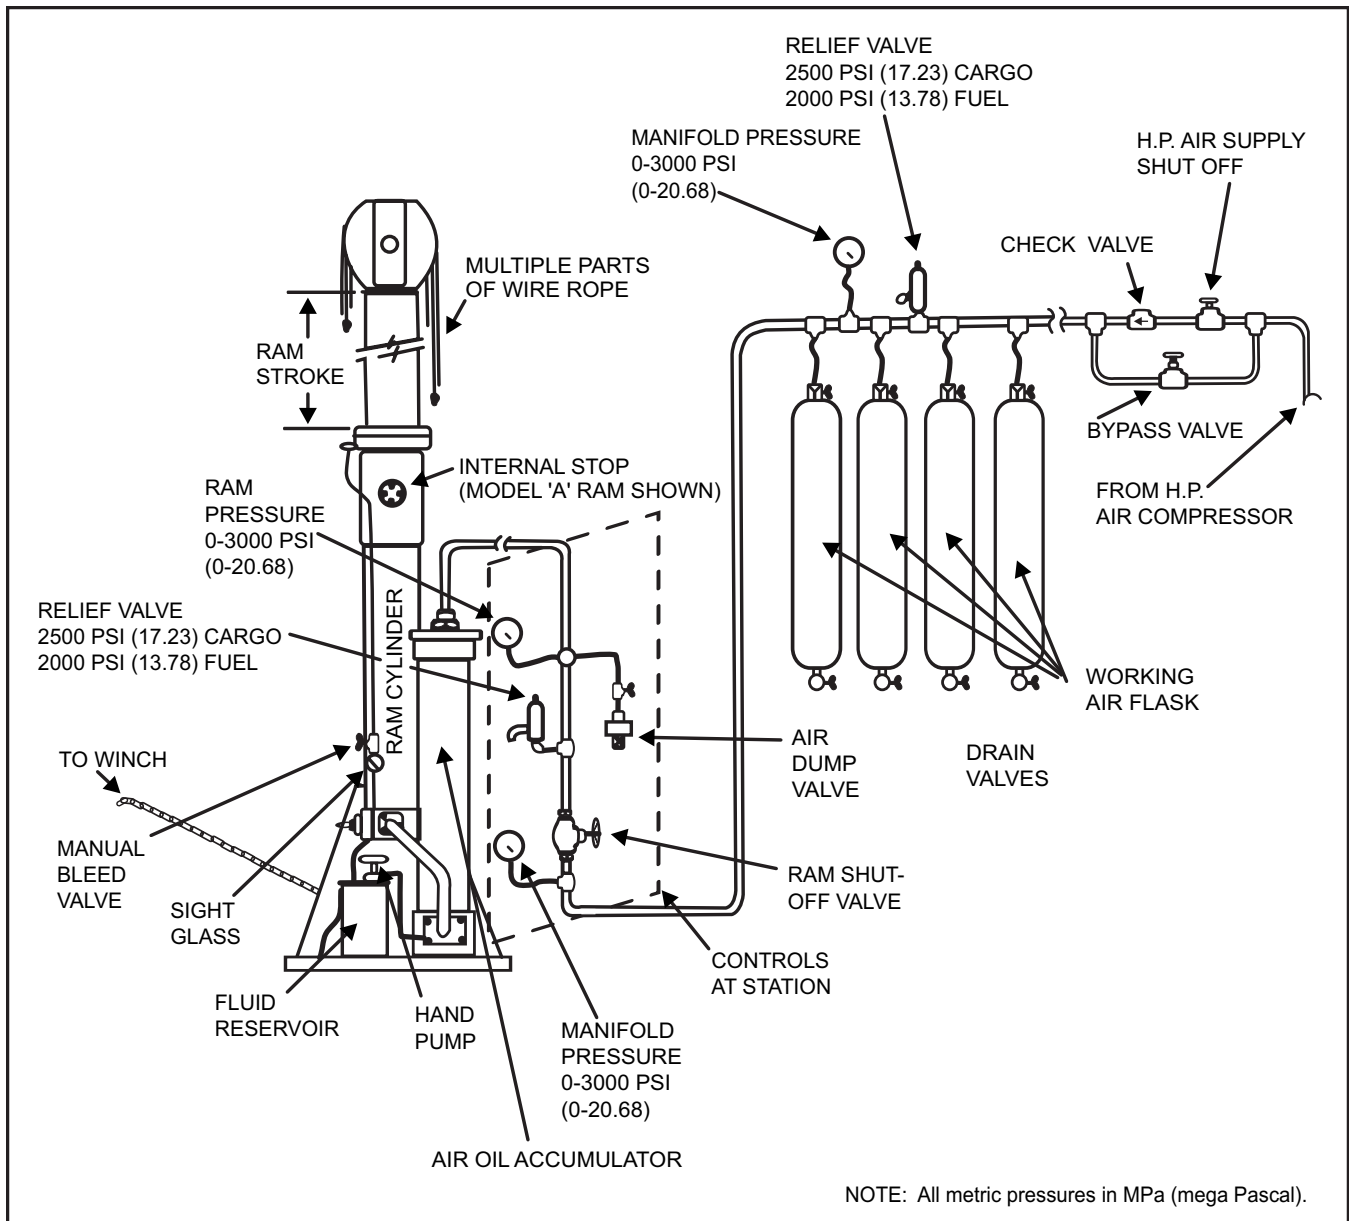 RELIEF VALVE
2500 PSI (17.23) CARGO
2000 PSI (13.78) FUEL
MANIFOLD PRESSURE
0-3000 PSI
(0-20.68)
H.P. AIR SUPPLY
SHUT OFF
CHECK VALVE
MULTIPLE PARTS
OF WIRE ROPE
RAM
STROKE
BYPASS VALVE
INTERNAL STOP
(MODEL 'A' RAM SHOWN)
FROM H.P.
AIR COMPRESSOR
RAM
PRESSURE
0-3000 PSI
(0-20.68)
RELIEF VALVE
2500 PSI (17.23) CARGO
2000 PSI (13.78) FUEL
RAM CYLINDER
WORKING
AIR FLASK
AIR
DUMP
VALVE
DRAIN
VALVES
TO WINCH
MANUAL
BLEED
VALVE
SIGHT
GLASS
RAM SHUT-
OFF VALVE
CONTROLS
AT STATION
FLUID
RESERVOIR
HAND
PUMP
MANIFOLD
PRESSURE
0-3000 PSI
(0-20.68)
AIR OIL ACCUMULATOR
NOTE: All metric pressures in MPa (mega Pascal).